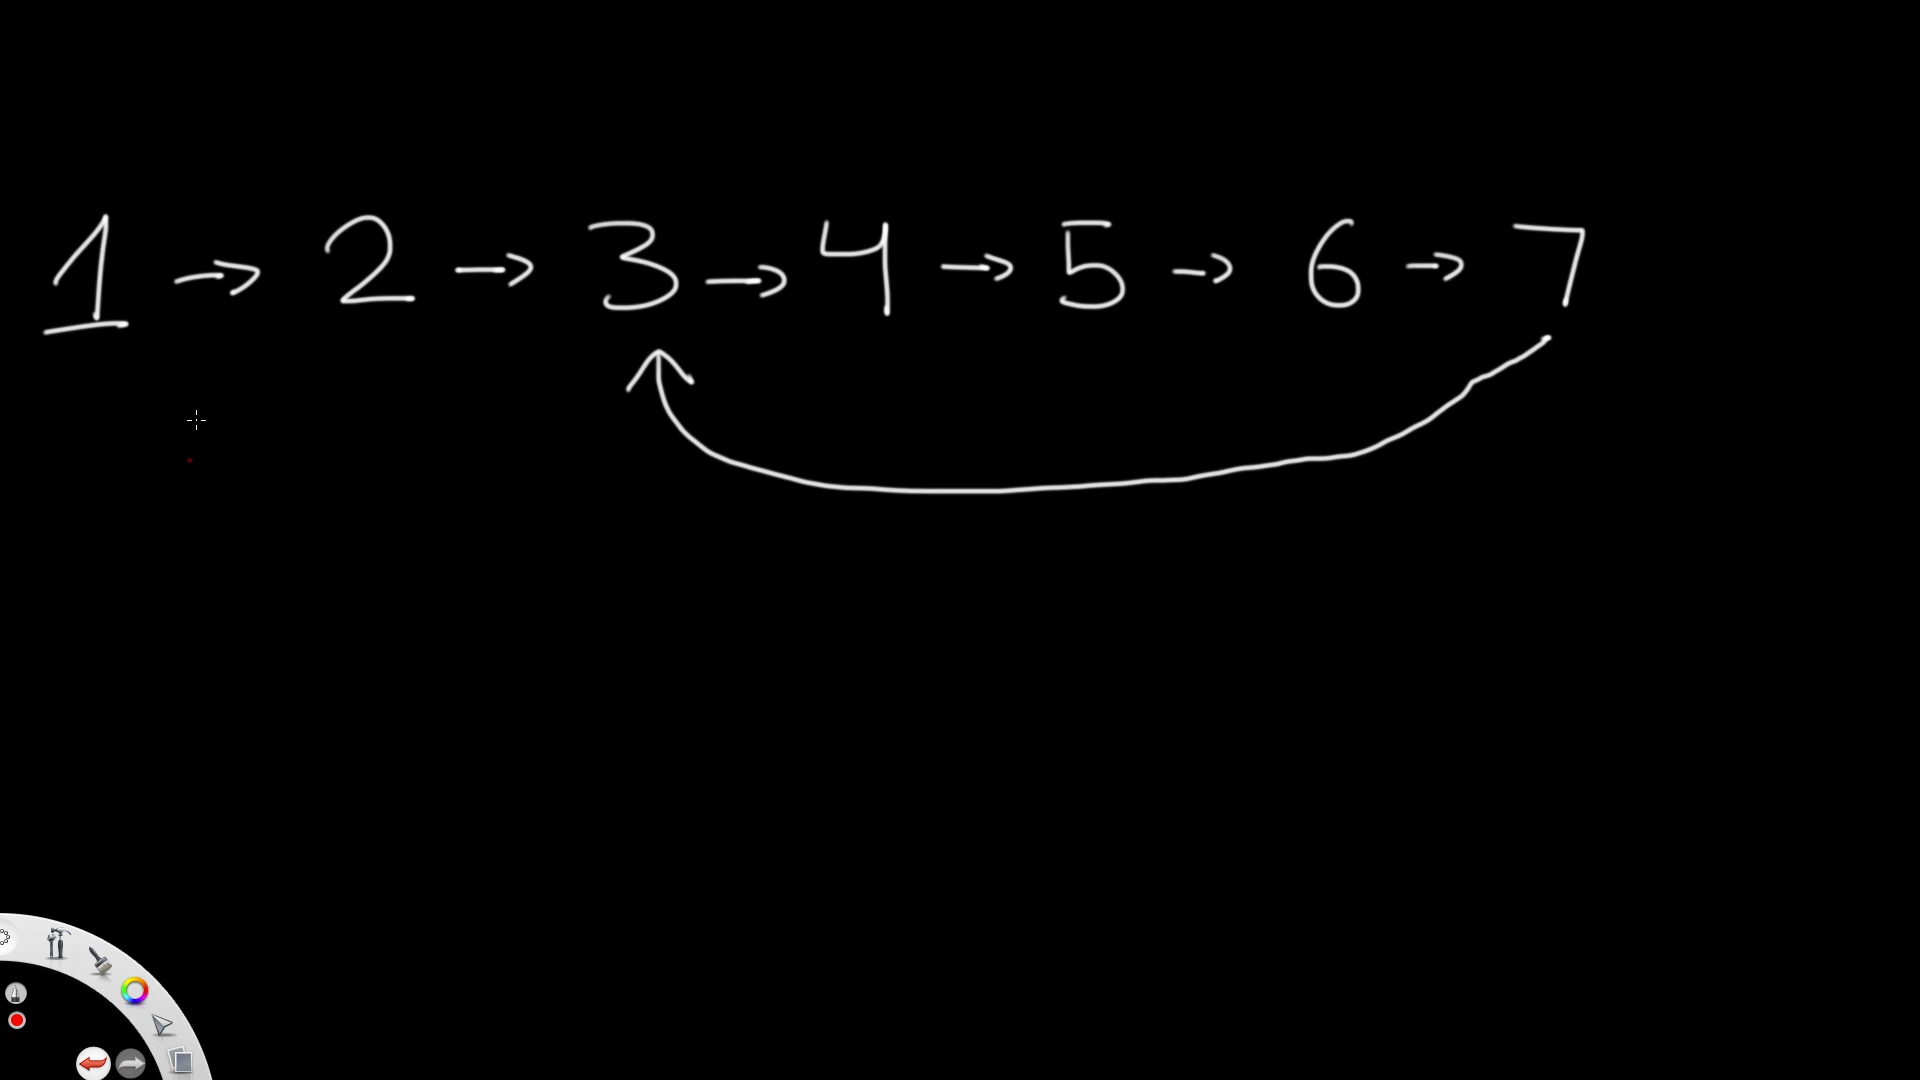 1 → 2 → 3 → 4 → 5 → 6 → 7